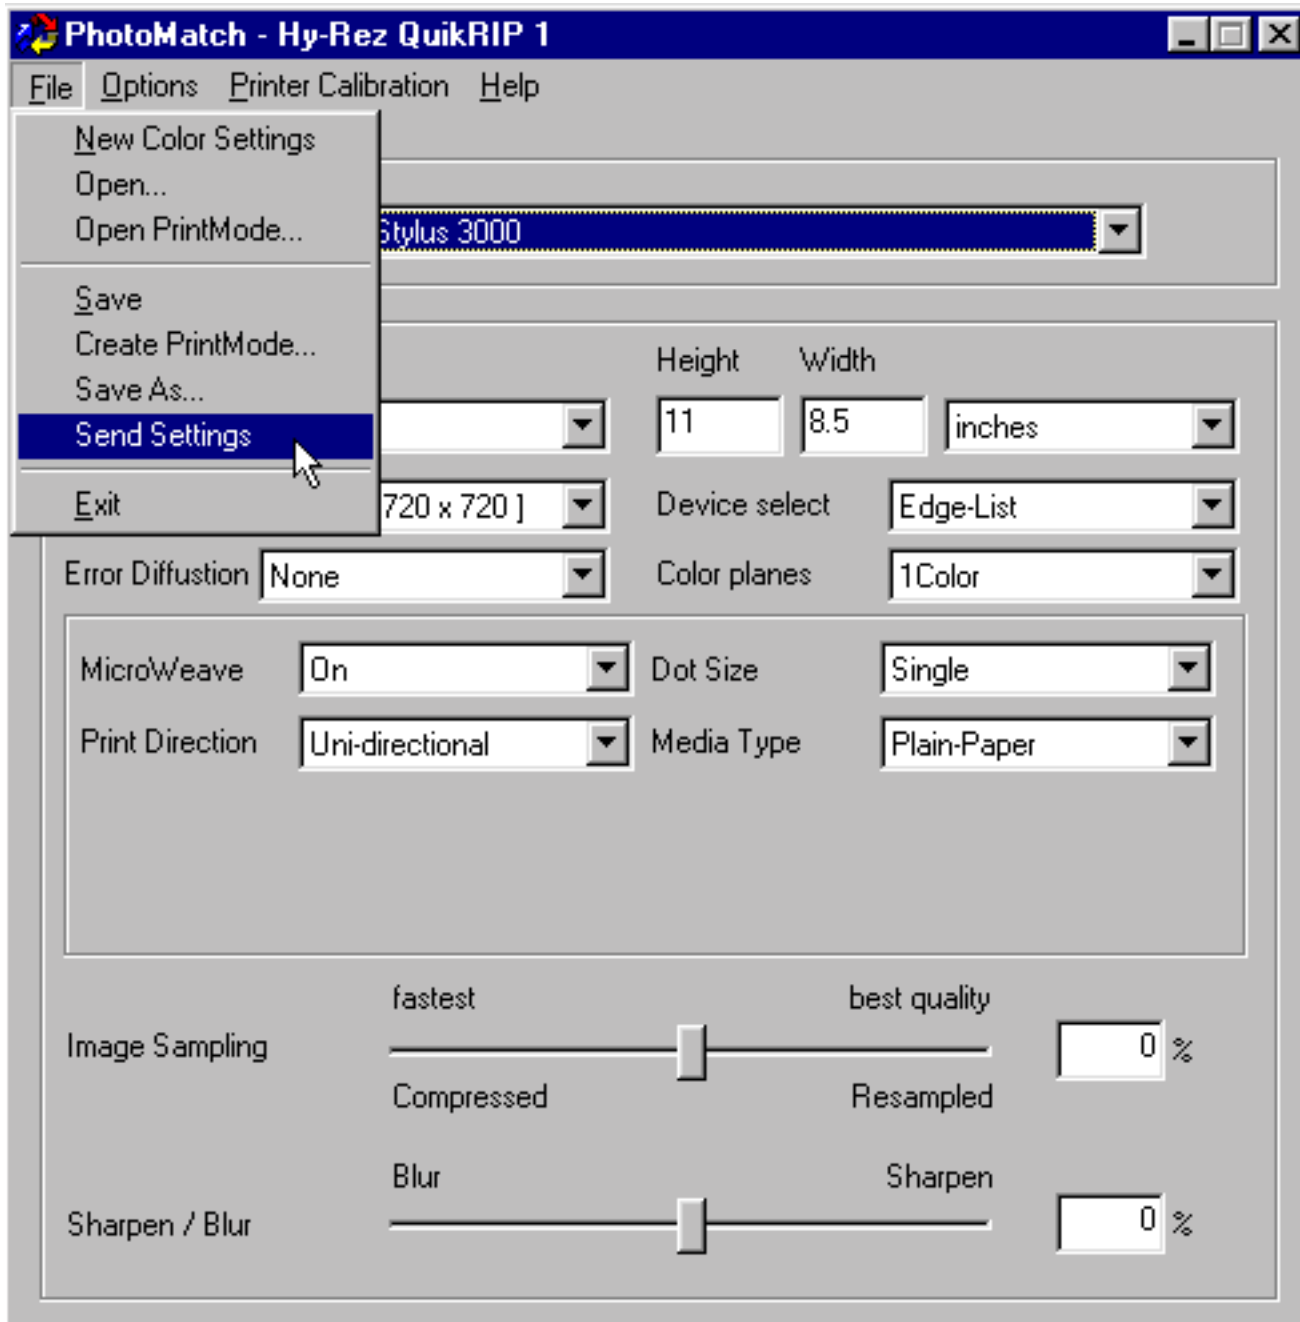 PhotoMatch - Hy-Rez QuikRIP 1
File Options Printer Calibration Help
New Color Settings
Open...
Open PrintMode...
Stylus 3000
Save
Create PrintMode...
Save As...
Send Settings
Exit
Height Width
11 8.5 inches
720 x 720 ]
Device select Edge-List
Error Diffustion None
Color planes 1Color
MicroWeave On
Dot Size Single
Print Direction Uni-directional
Media Type Plain-Paper
fastest best quality
Image Sampling 0 %
Compressed Resampled
Blur Sharpen
Sharpen / Blur 0 %